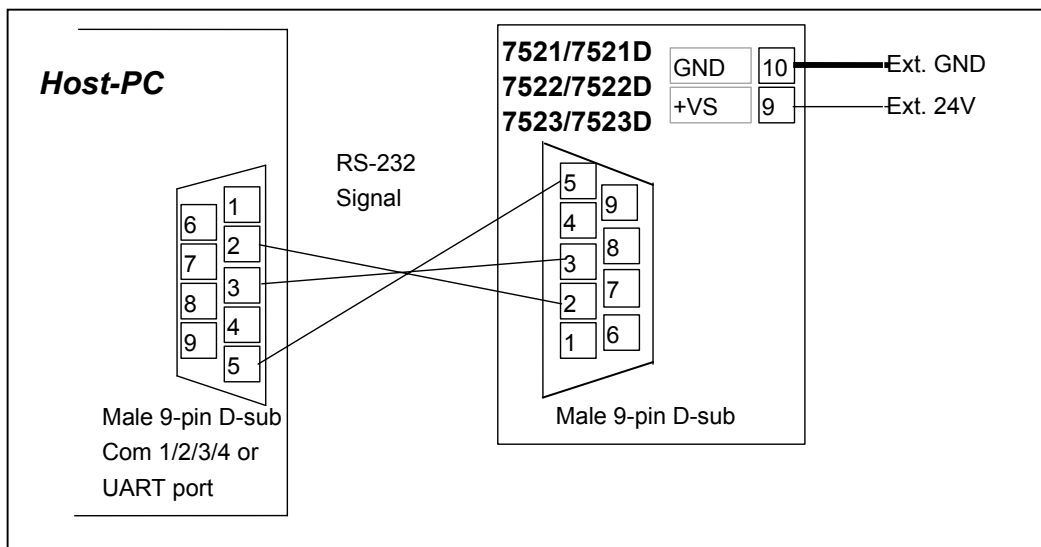 Host-PC
7521/7521D
7522/7522D
7523/7523D
GND 10 Ext. GND
+VS 9 Ext. 24V
RS-232
Signal
1
6
2
7
3
8
4
9
5
5
9
4
8
3
7
2
6
1
Male 9-pin D-sub
Com 1/2/3/4 or
UART port
Male 9-pin D-sub